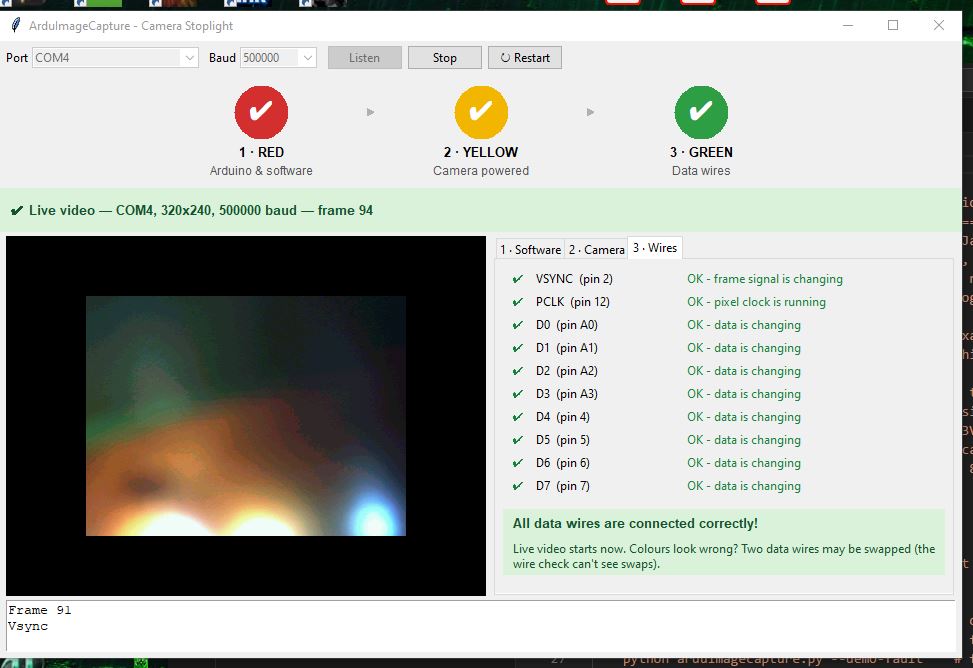 ArduImageCapture - Camera Stoplight
Port COM4 Baud 500000 Listen Stop ↻ Restart
1 · RED
Arduino & software
2 · YELLOW
Camera powered
3 · GREEN
Data wires
✔ Live video — COM4, 320x240, 500000 baud — frame 94
1 · Software 2 · Camera 3 · Wires
✔ VSYNC (pin 2) OK - frame signal is changing
✔ PCLK (pin 12) OK - pixel clock is running
✔ D0 (pin A0) OK - data is changing
✔ D1 (pin A1) OK - data is changing
✔ D2 (pin A2) OK - data is changing
✔ D3 (pin A3) OK - data is changing
✔ D4 (pin 4) OK - data is changing
✔ D5 (pin 5) OK - data is changing
✔ D6 (pin 6) OK - data is changing
✔ D7 (pin 7) OK - data is changing
All data wires are connected correctly!
Live video starts now. Colours look wrong? Two data wires may be swapped (the
wire check can't see swaps).
Frame 91
Vsync
27 python arduimagecapture.py --demo-fault #